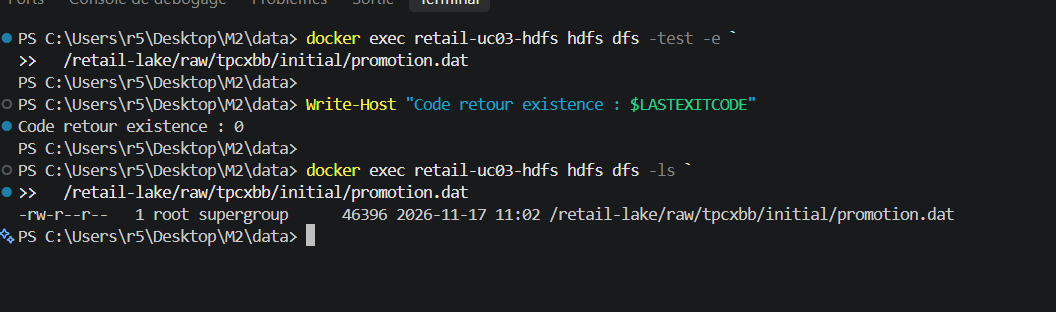 Ports Console de débogage Problèmes Sortie Terminal
PS C:\Users\r5\Desktop\M2\data> docker exec retail-uc03-hdfs hdfs dfs -test -e `
>> /retail-lake/raw/tpcxbb/initial/promotion.dat
PS C:\Users\r5\Desktop\M2\data>
PS C:\Users\r5\Desktop\M2\data> Write-Host "Code retour existence : $LASTEXITCODE"
Code retour existence : 0
PS C:\Users\r5\Desktop\M2\data>
PS C:\Users\r5\Desktop\M2\data> docker exec retail-uc03-hdfs hdfs dfs -ls `
>> /retail-lake/raw/tpcxbb/initial/promotion.dat
-rw-r--r-- 1 root supergroup 46396 2026-11-17 11:02 /retail-lake/raw/tpcxbb/initial/promotion.dat
PS C:\Users\r5\Desktop\M2\data>